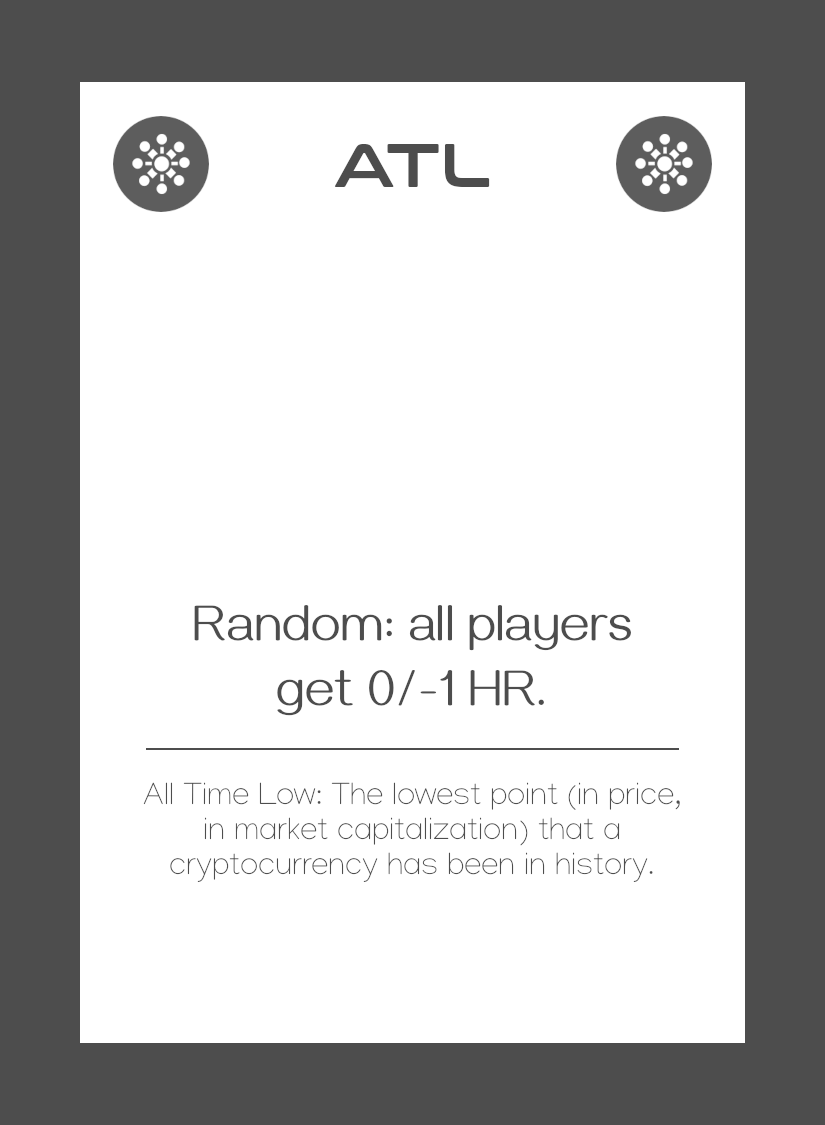 ATL
Random: all players
get 0/-1 HR.
All Time Low: The lowest point (in price,
in market capitalization) that a
cryptocurrency has been in history.